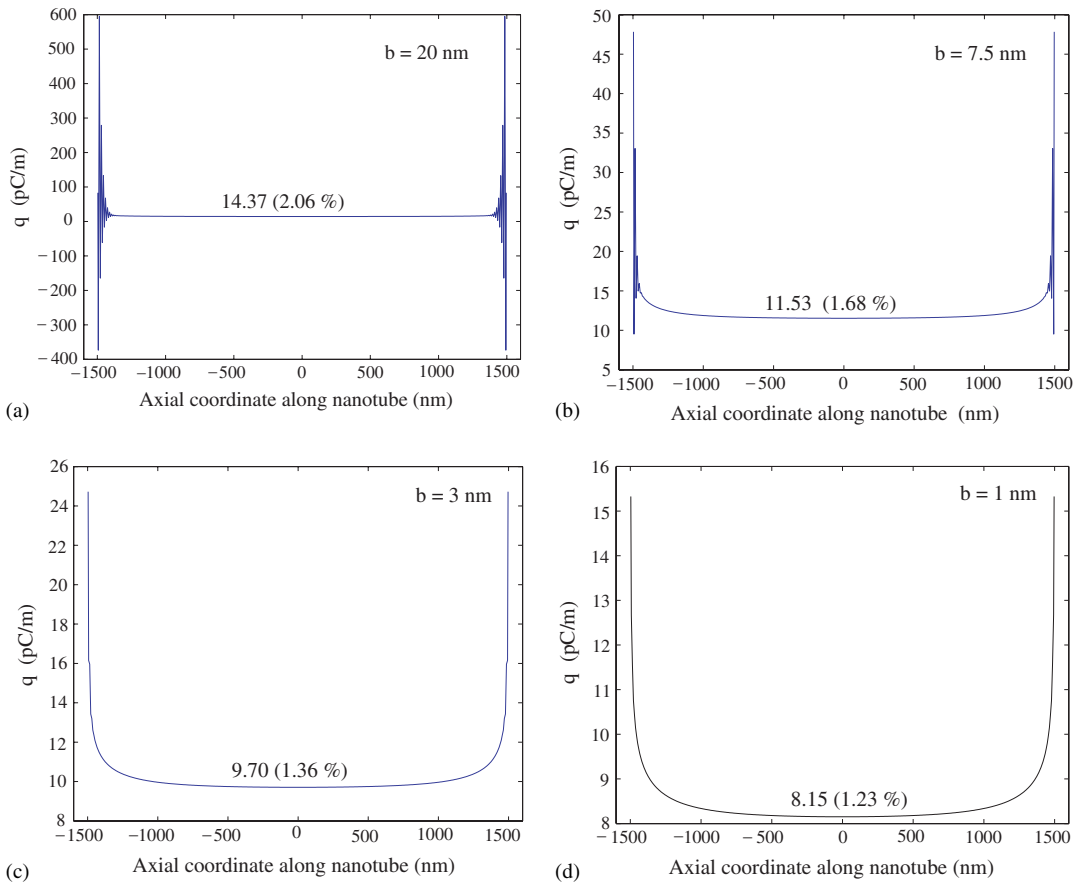 600
500
400
300
200
100
0
−100
−200
−300
−400
q (pC/m)
b = 20 nm
14.37 (2.06 %)
−1500 −1000 −500 0 500 1000 1500
Axial coordinate along nanotube (nm)
(a)
50
45
40
35
30
25
20
15
10
5
q (pC/m)
b = 7.5 nm
11.53 (1.68 %)
−1500 −1000 −500 0 500 1000 1500
Axial coordinate along nanotube (nm)
(b)
26
24
22
20
18
16
14
12
10
8
q (pC/m)
b = 3 nm
9.70 (1.36 %)
−1500 −1000 −500 0 500 1000 1500
Axial coordinate along nanotube (nm)
(c)
16
15
14
13
12
11
10
9
8
q (pC/m)
b = 1 nm
8.15 (1.23 %)
−1500 −1000 −500 0 500 1000 1500
Axial coordinate along nanotube (nm)
(d)